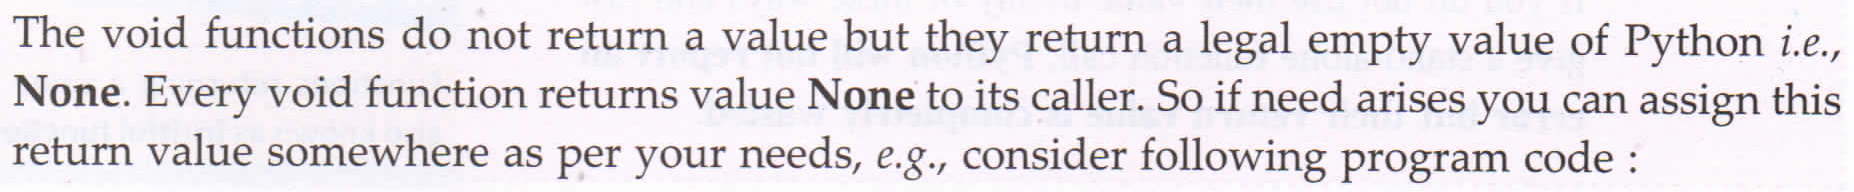 The void functions do not return a value but they return a legal empty value of Python i.e.,
None. Every void function returns value None to its caller. So if need arises you can assign this
return value somewhere as per your needs, e.g., consider following program code :